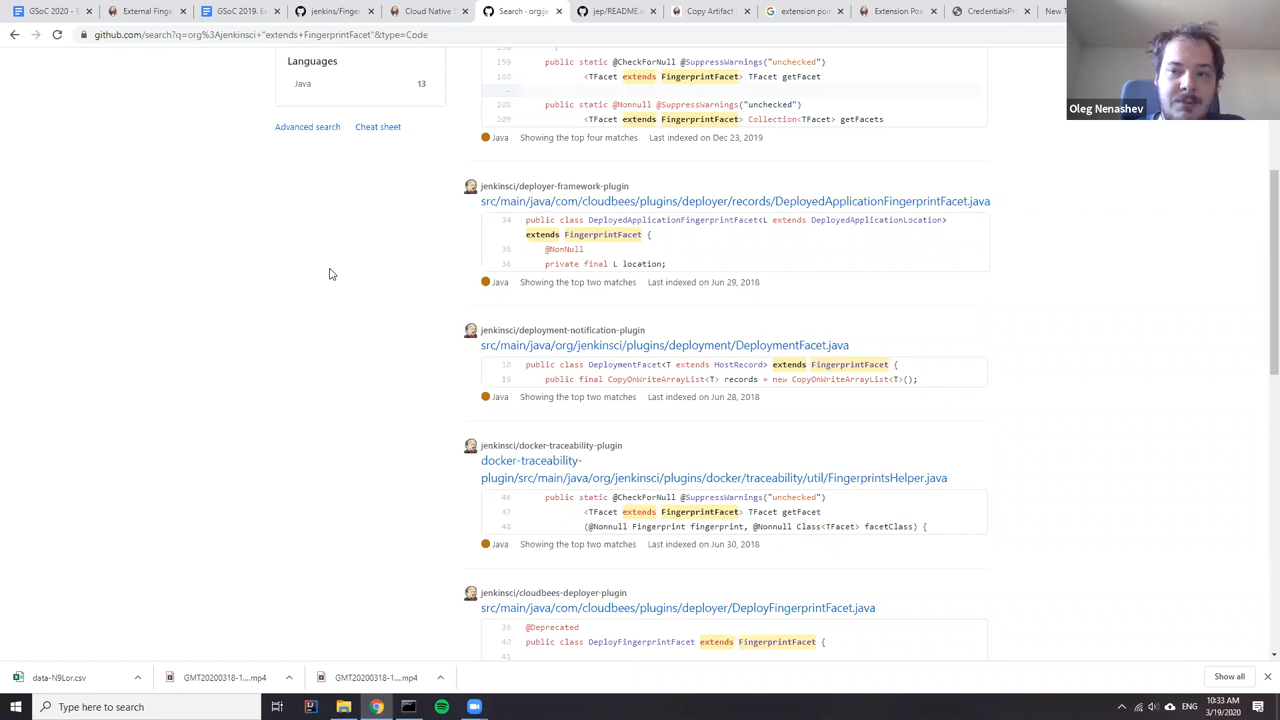 GSoC 2020 - S
External Finge
GSoC 2019. E
jenkins/Finge
Cloud Native
Search · org:je
jep/README.
Copy Artifact
extension poi
Extension Poi
CredentialsPro
New T
github.com/search?q=org%3Ajenkinsci+"extends+FingerprintFacet"&type=Code
Languages
Java 13
Advanced search Cheat sheet
159 public static @CheckForNull @SuppressWarnings("unchecked")
160 <TFacet extends FingerprintFacet> TFacet getFacet
208 public static @Nonnull @SuppressWarnings("unchecked")
209 <TFacet extends FingerprintFacet> Collection<TFacet> getFacets
Java Showing the top four matches Last indexed on Dec 23, 2019
jenkinsci/deployer-framework-plugin
src/main/java/com/cloudbees/plugins/deployer/records/DeployedApplicationFingerprintFacet.java
34 public class DeployedApplicationFingerprintFacet<L extends DeployedApplicationLocation>
extends FingerprintFacet {
35 @NonNull
36 private final L location;
Java Showing the top two matches Last indexed on Jun 29, 2018
jenkinsci/deployment-notification-plugin
src/main/java/org/jenkinsci/plugins/deployment/DeploymentFacet.java
18 public class DeploymentFacet<T extends HostRecord> extends FingerprintFacet {
19 public final CopyOnWriteArrayList<T> records = new CopyOnWriteArrayList<T>();
Java Showing the top two matches Last indexed on Jun 28, 2018
jenkinsci/docker-traceability-plugin
docker-traceability-
plugin/src/main/java/org/jenkinsci/plugins/docker/traceability/util/FingerprintsHelper.java
46 public static @CheckForNull @SuppressWarnings("unchecked")
47 <TFacet extends FingerprintFacet> TFacet getFacet
48 (@Nonnull Fingerprint fingerprint, @Nonnull Class<TFacet> facetClass) {
Java Showing the top two matches Last indexed on Jun 30, 2018
jenkinsci/cloudbees-deployer-plugin
src/main/java/com/cloudbees/plugins/deployer/DeployFingerprintFacet.java
39 @Deprecated
40 public class DeployFingerprintFacet extends FingerprintFacet {
41
Oleg Nenashev
data-N9Lor.csv
GMT20200318-1....mp4
GMT20200318-1....mp4
Show all
Type here to search
ENG
10:33 AM
3/19/2020